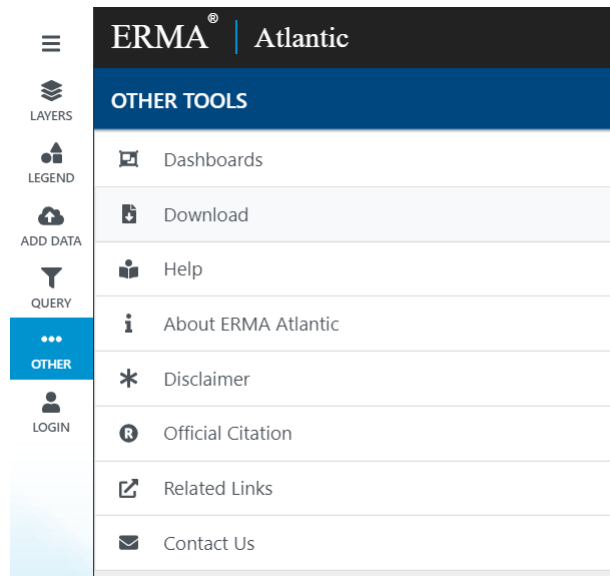 ERMA® | Atlantic
LAYERS
LEGEND
ADD DATA
QUERY
OTHER
LOGIN
OTHER TOOLS
Dashboards
Download
Help
About ERMA Atlantic
Disclaimer
Official Citation
Related Links
Contact Us